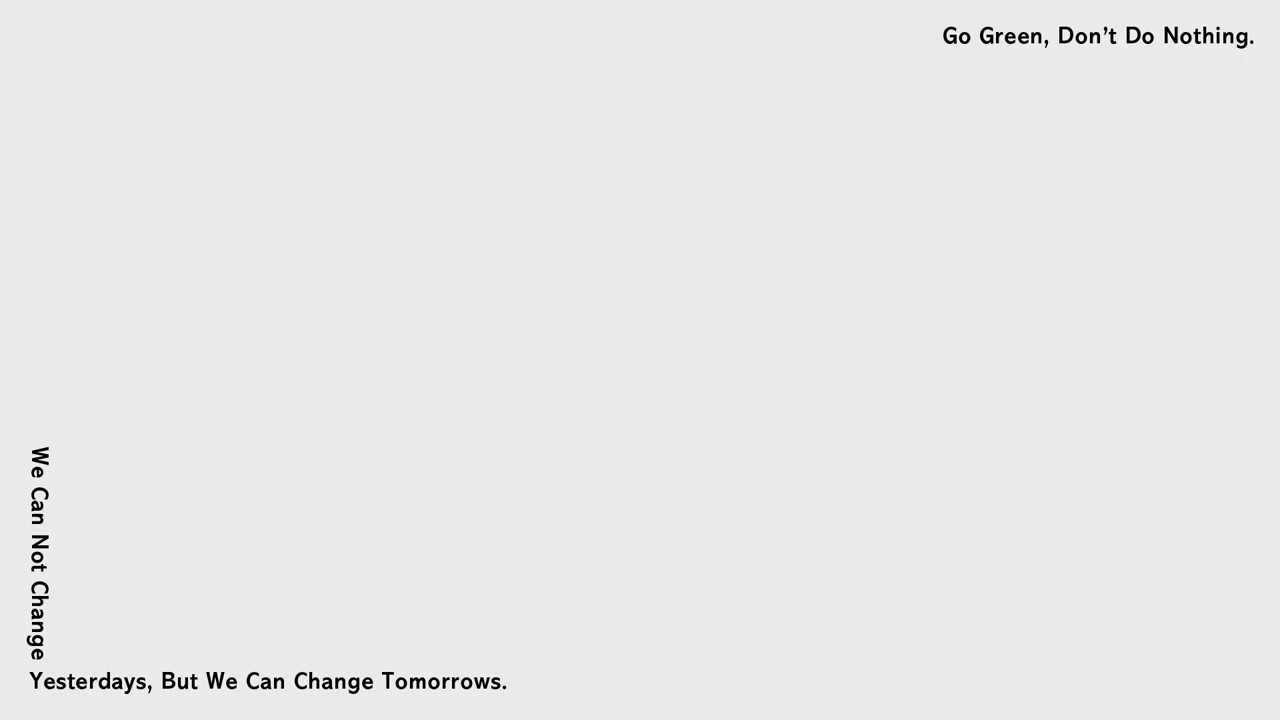 Go Green, Don’t Do Nothing.
We Can Not Change
Yesterdays, But We Can Change Tomorrows.